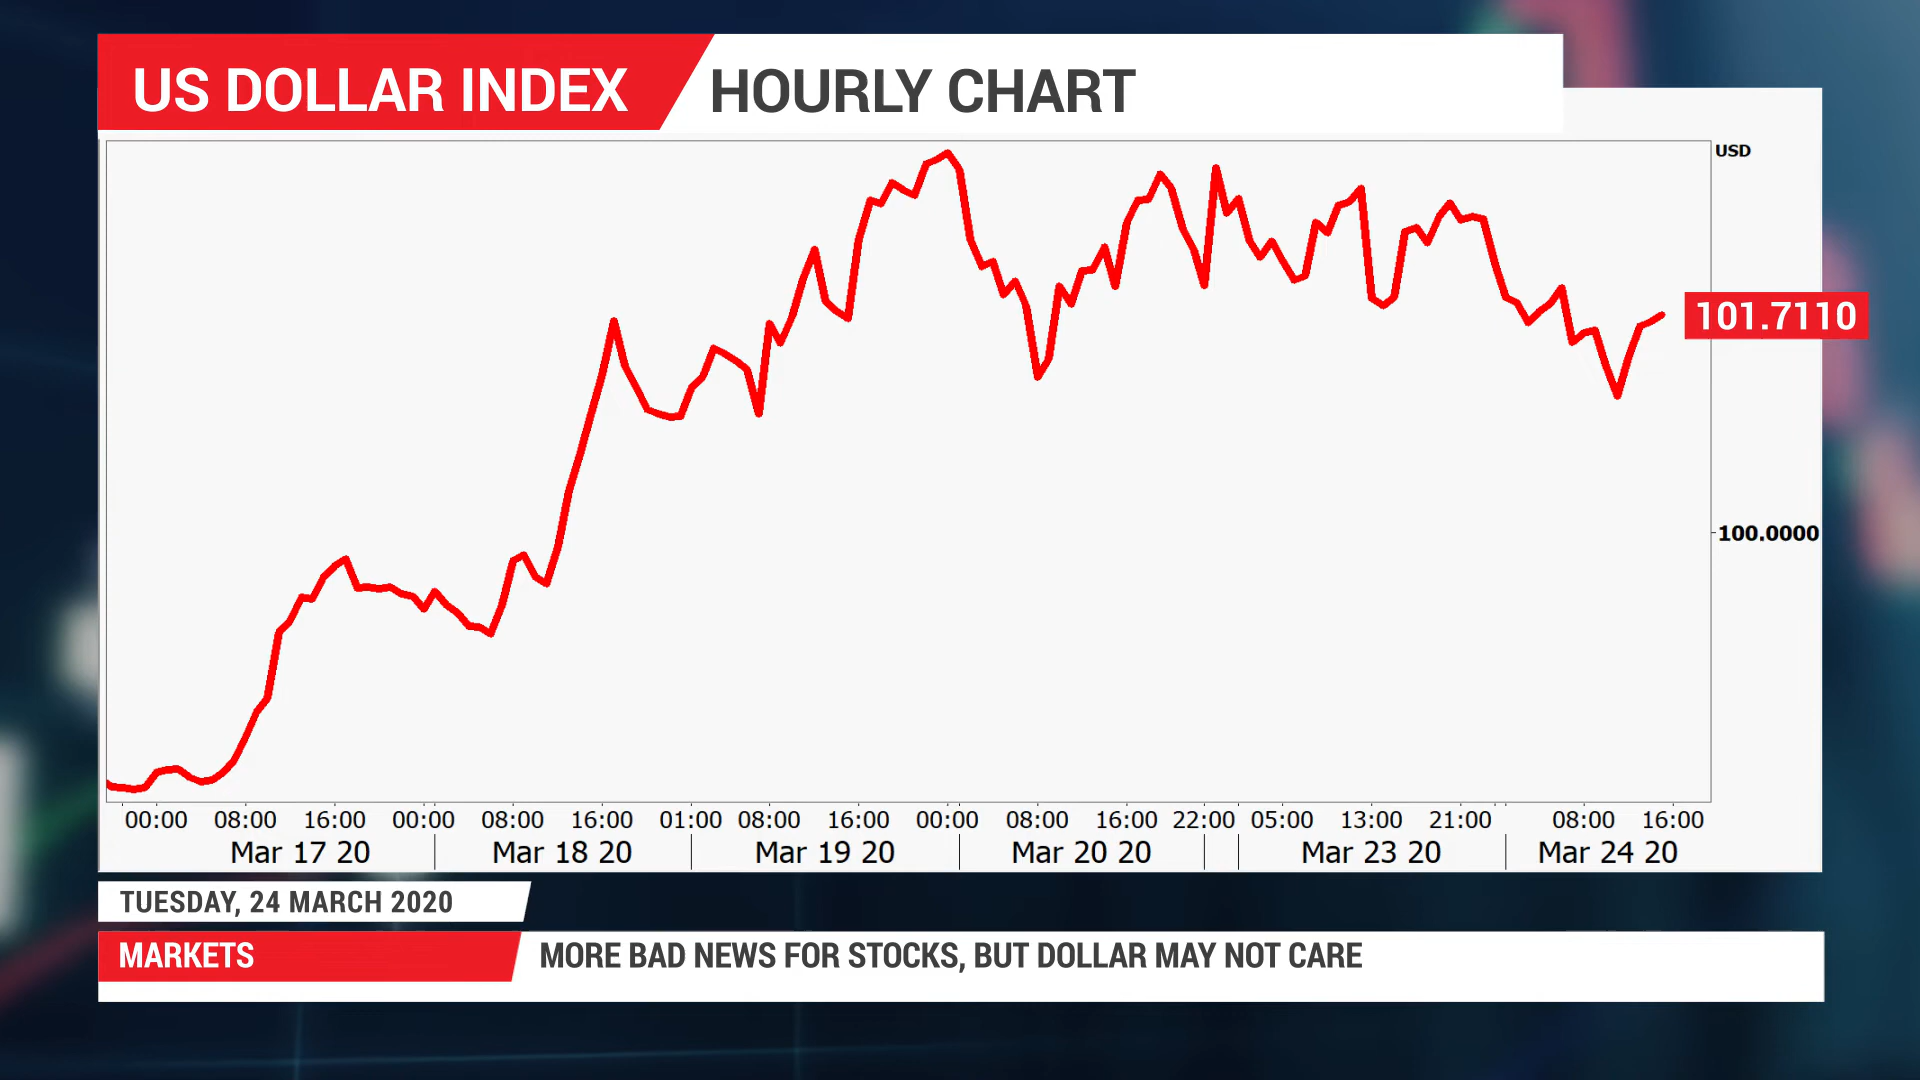 US DOLLAR INDEX HOURLY CHART
USD
101.7110
100.0000
00:00 08:00 16:00 00:00 08:00 16:00 01:00 08:00 16:00 00:00 08:00 16:00 22:00 05:00 13:00 21:00 08:00 16:00
Mar 17 20 Mar 18 20 Mar 19 20 Mar 20 20 Mar 23 20 Mar 24 20
TUESDAY, 24 MARCH 2020
MARKETS MORE BAD NEWS FOR STOCKS, BUT DOLLAR MAY NOT CARE